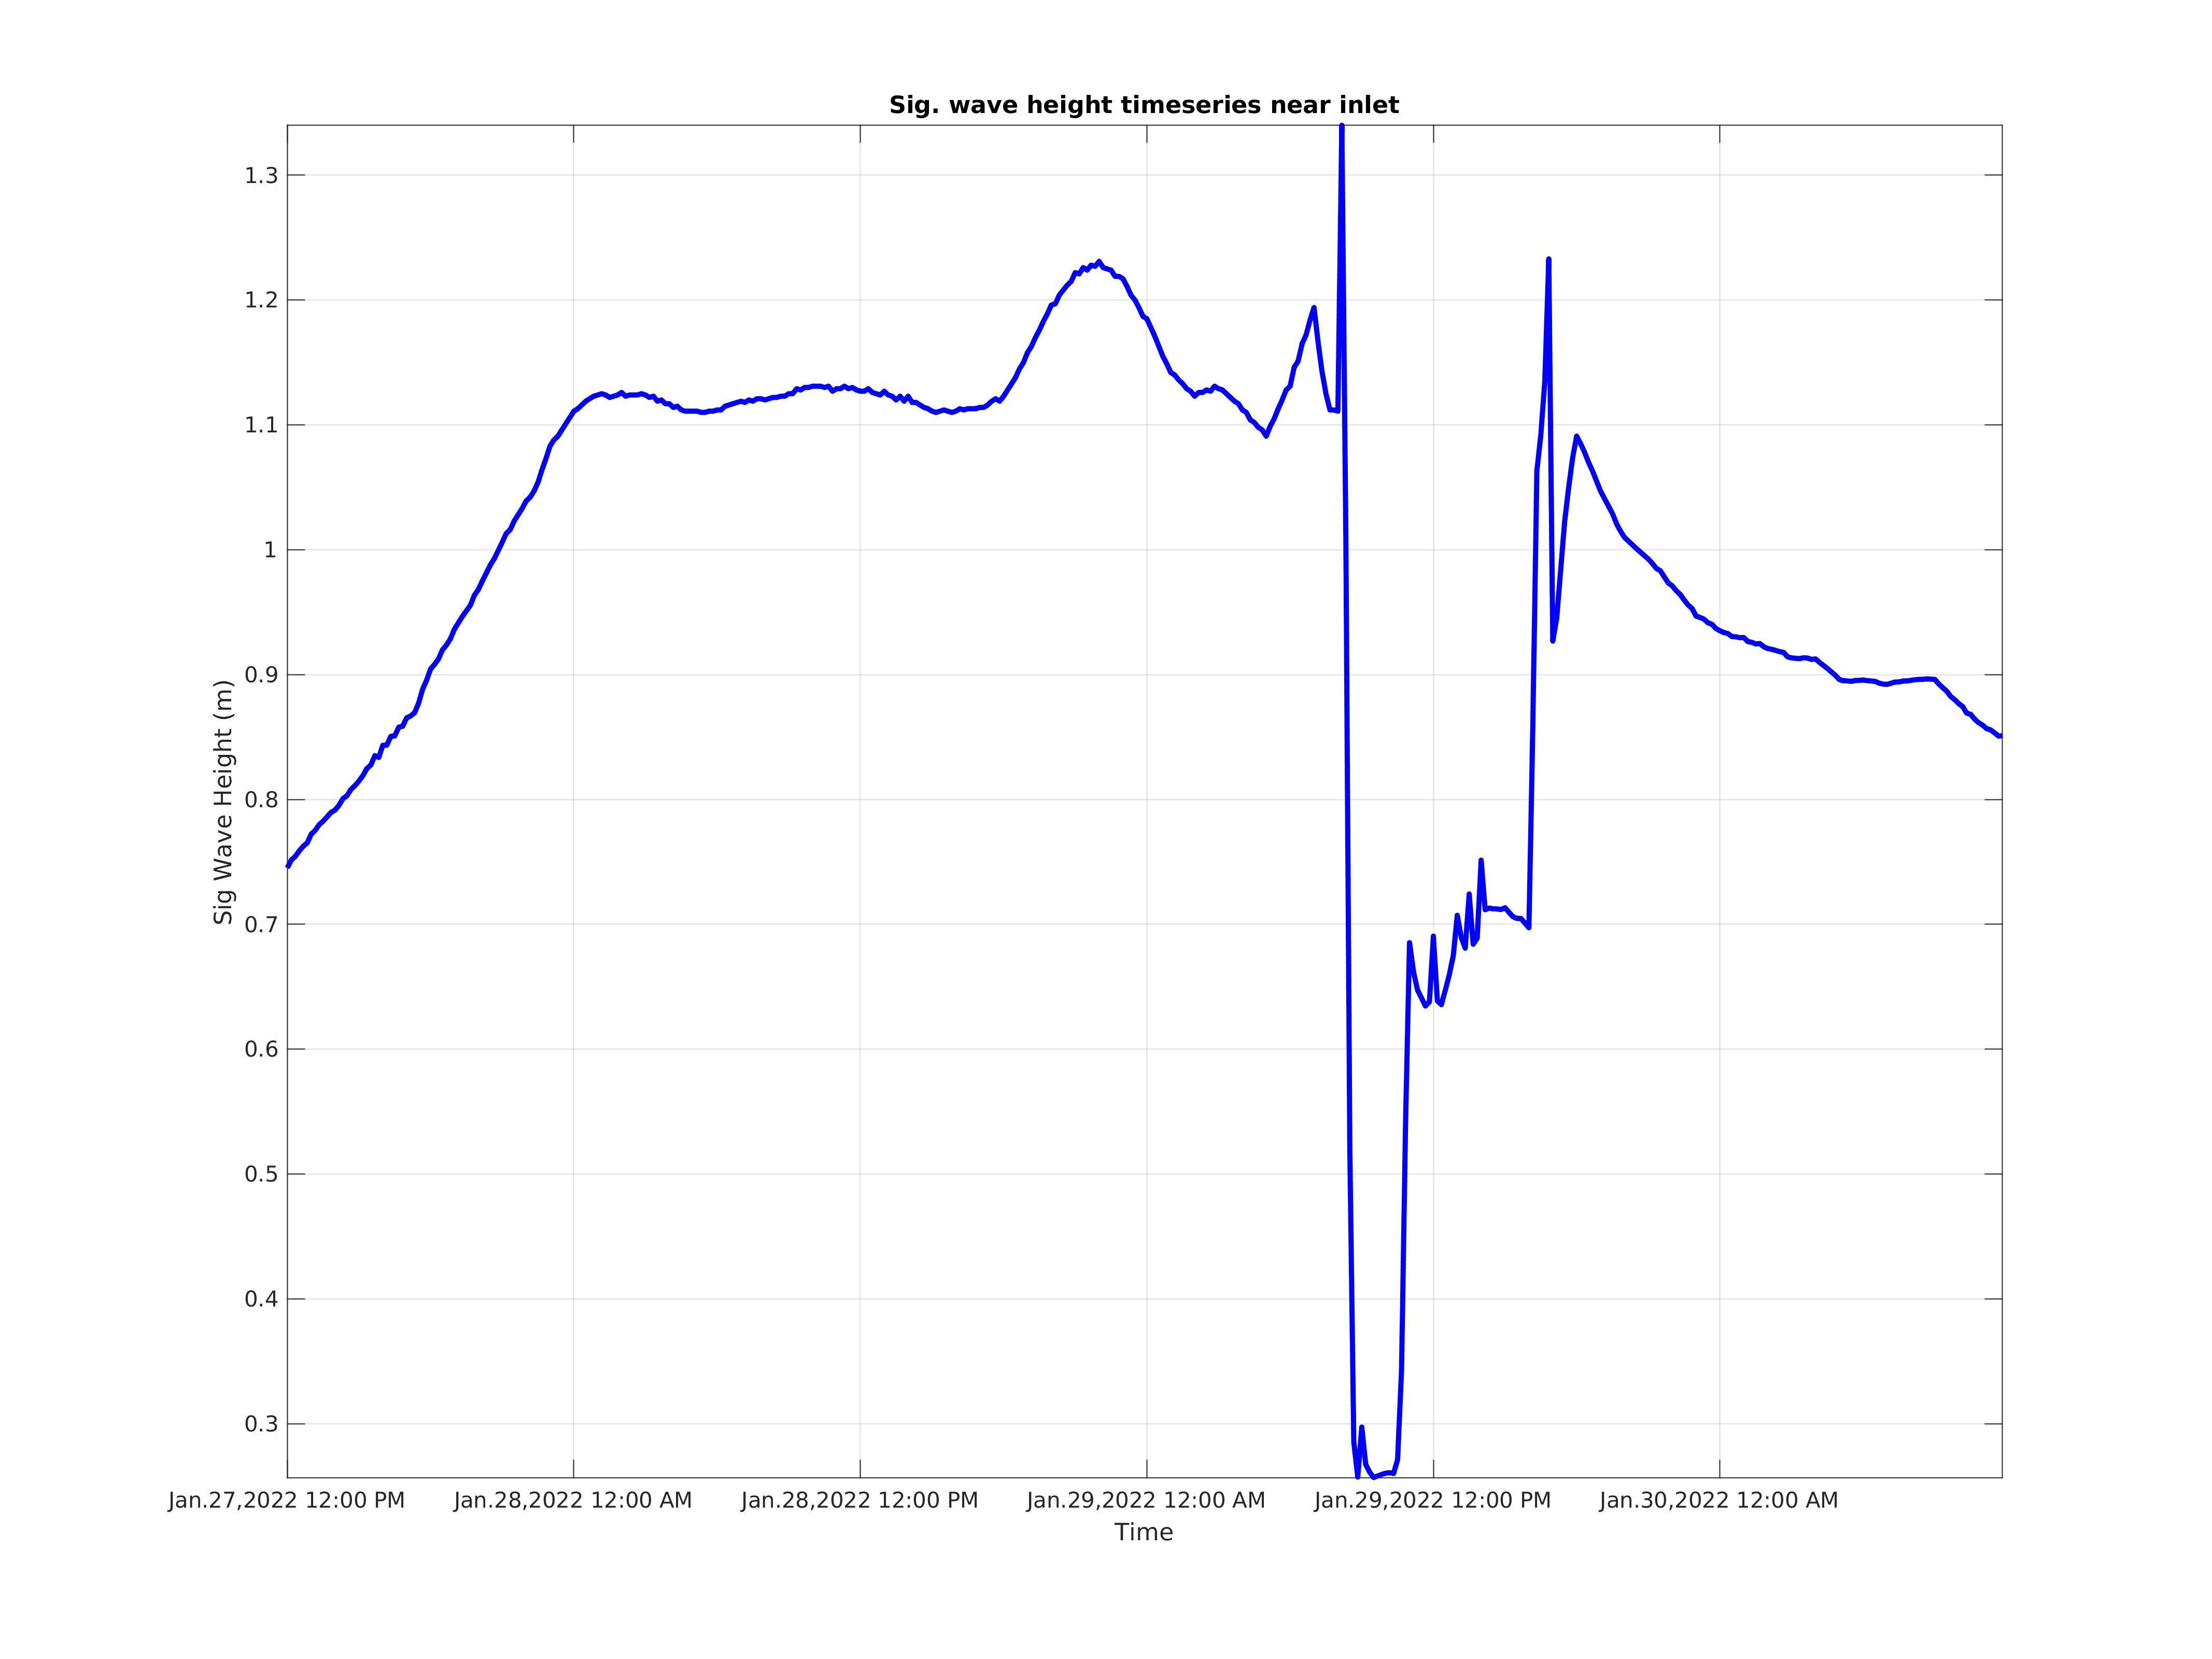 Sig. wave height timeseries near inlet
1.3
1.2
1.1
1
0.9
0.8
0.7
0.6
0.5
0.4
0.3
Sig Wave Height (m)
Jan.27,2022 12:00 PM
Jan.28,2022 12:00 AM
Jan.28,2022 12:00 PM
Jan.29,2022 12:00 AM
Jan.29,2022 12:00 PM
Jan.30,2022 12:00 AM
Time